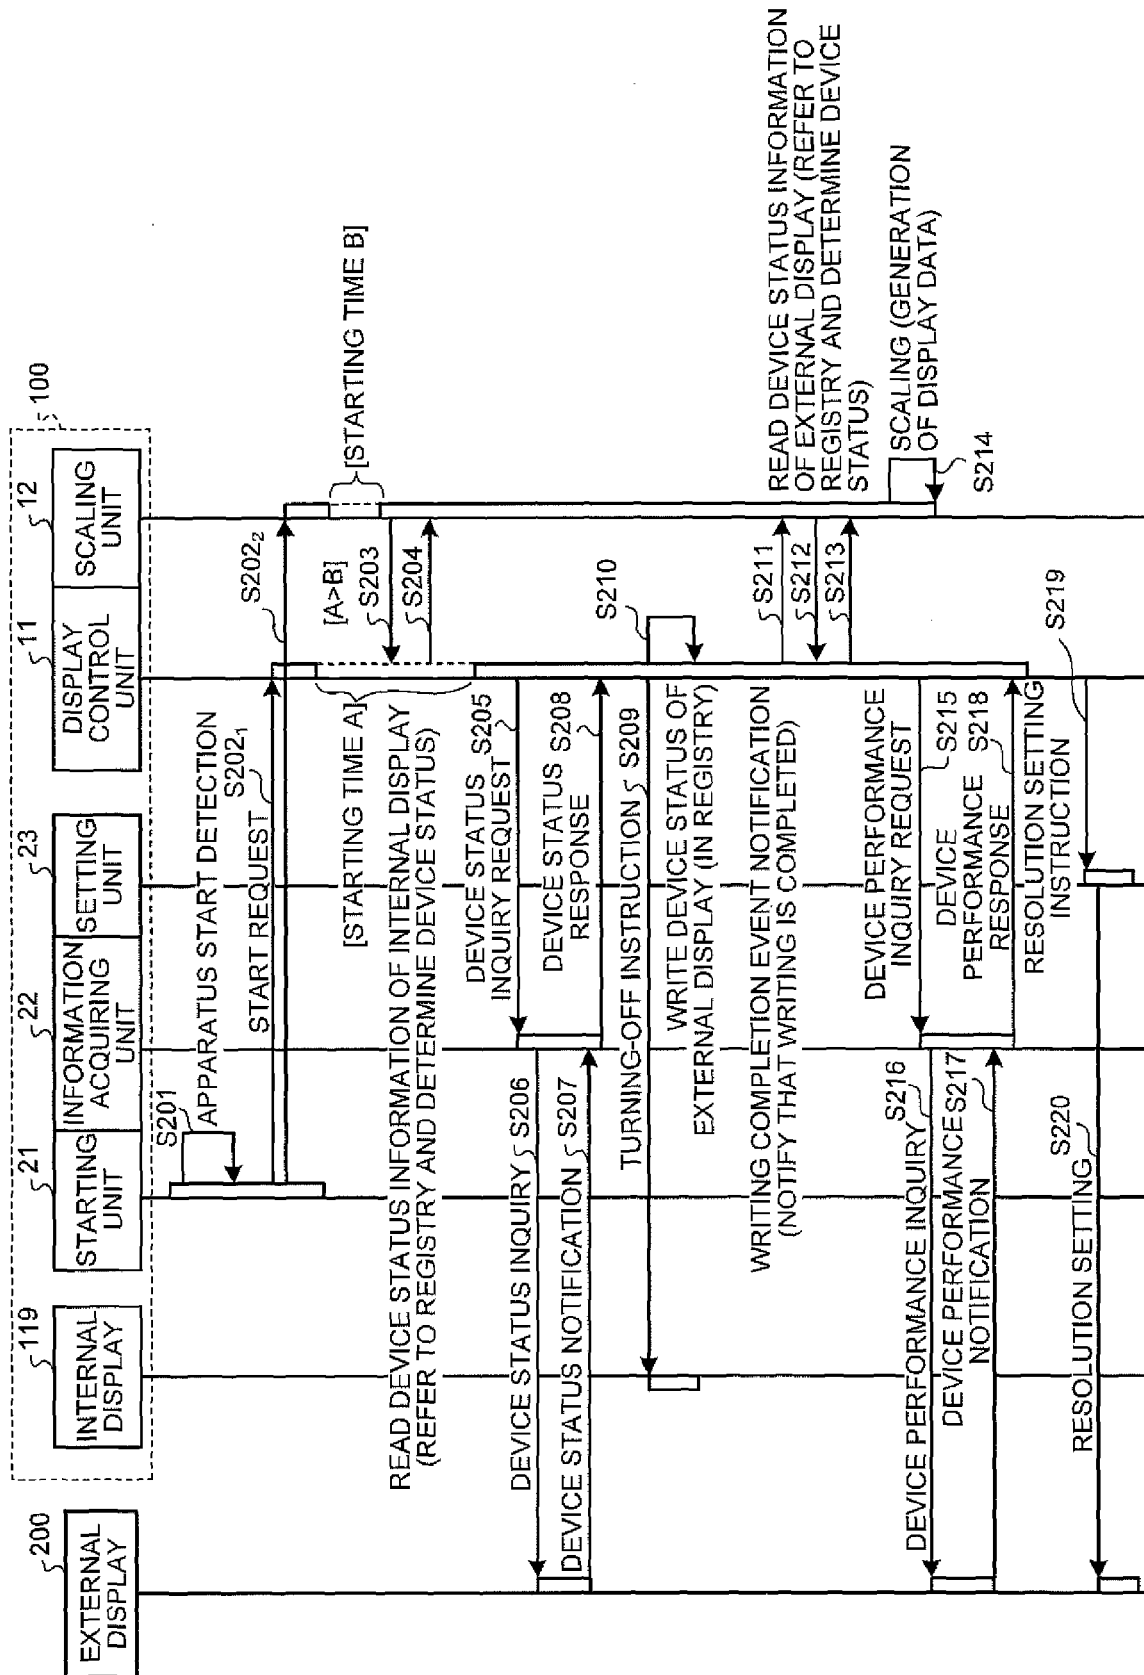 100
200
EXTERNAL
DISPLAY
119
INTERNAL
DISPLAY
21
STARTING
UNIT
22
INFORMATION
ACQUIRING
UNIT
23
SETTING
UNIT
11
DISPLAY
CONTROL
UNIT
12
SCALING
UNIT
S201
APPARATUS START DETECTION
START REQUEST
S202₁
S202₂
[STARTING TIME A]
[STARTING TIME B]
[A>B]
READ DEVICE STATUS INFORMATION OF INTERNAL DISPLAY
(REFER TO REGISTRY AND DETERMINE DEVICE STATUS)
S203
S204
DEVICE STATUS
INQUIRY REQUEST
S205
DEVICE STATUS INQUIRY
S206
DEVICE STATUS NOTIFICATION
S207
DEVICE STATUS
RESPONSE
S208
TURNING-OFF INSTRUCTION
S209
S210
WRITE DEVICE STATUS OF
EXTERNAL DISPLAY (IN REGISTRY)
WRITING COMPLETION EVENT NOTIFICATION
(NOTIFY THAT WRITING IS COMPLETED)
S211
S212
S213
READ DEVICE STATUS INFORMATION
OF EXTERNAL DISPLAY (REFER TO
REGISTRY AND DETERMINE DEVICE
STATUS)
SCALING (GENERATION
OF DISPLAY DATA)
S214
DEVICE PERFORMANCE
INQUIRY REQUEST
S215
DEVICE PERFORMANCE INQUIRY
S216
DEVICE PERFORMANCE
NOTIFICATION
S217
DEVICE
PERFORMANCE
RESPONSE
S218
RESOLUTION SETTING
INSTRUCTION
S219
RESOLUTION SETTING
S220